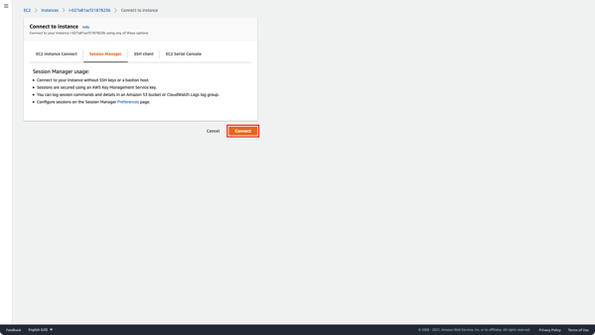 EC2 > Instances > i-027a81acf21879236 > Connect to instance
Connect to instance Info
Connect to your instance i-027a81acf21879236 using any of these options
EC2 Instance Connect
Session Manager
SSH client
EC2 Serial Console
Session Manager usage:
• Connect to your instance without SSH keys or a bastion host.
• Sessions are secured using an AWS Key Management Service key.
• You can log session commands and details in an Amazon S3 bucket or CloudWatch Logs log group.
• Configure sessions on the Session Manager Preferences page.
Cancel
Connect
Feedback
English (US)
© 2008 - 2021, Amazon Web Services, Inc. or its affiliates. All rights reserved.
Privacy Policy
Terms of Use